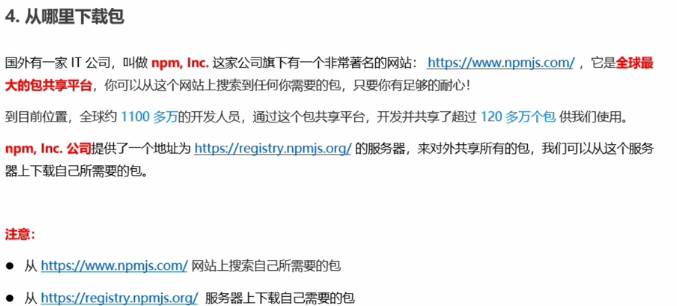 4. 从哪里下载包
国外有一家 IT 公司，叫做 npm, Inc. 这家公司旗下有一个非常著名的网站： https://www.npmjs.com/ ，它是全球最
大的包共享平台，你可以从这个网站上搜索到任何你需要的包，只要你有足够的耐心！
到目前位置，全球约 1100 多万的开发人员，通过这个包共享平台，开发并共享了超过 120 多万个包 供我们使用。
npm, Inc. 公司提供了一个地址为 https://registry.npmjs.org/ 的服务器，来对外共享所有的包，我们可以从这个服务
器上下载自己所需要的包。
注意：
● 从 https://www.npmjs.com/ 网站上搜索自己所需要的包
● 从 https://registry.npmjs.org/ 服务器上下载自己需要的包